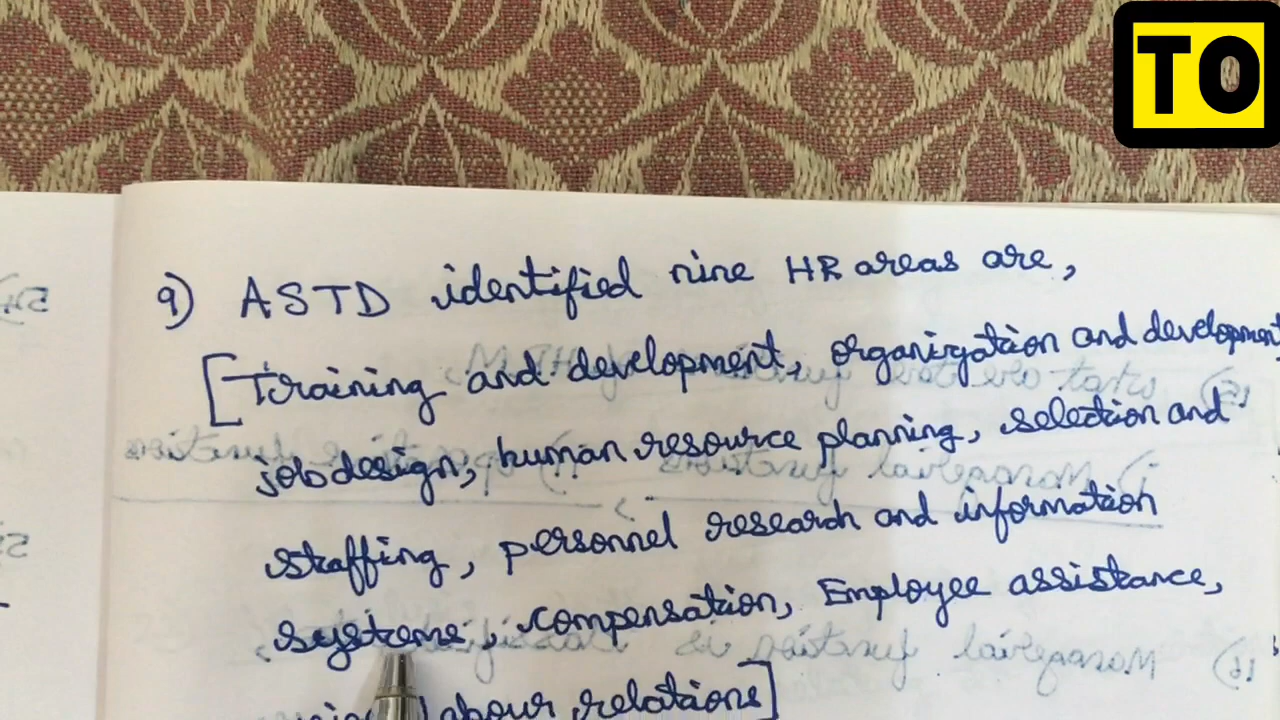 TO
9) ASTD identified nine HR areas are,
[Training and development, organization and development
job design, human resource planning, selection and
staffing, personnel research and information
systems, compensation, Employee assistance,
labour relations]